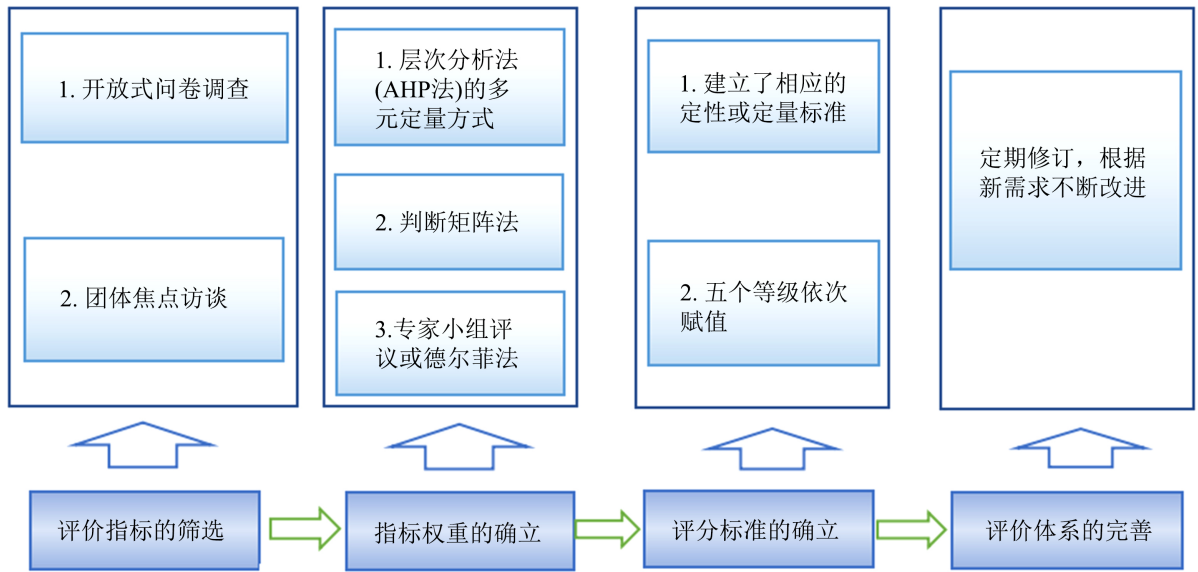 1. 开放式问卷调查
2. 团体焦点访谈
1. 层次分析法
(AHP法)的多
元定量方式
2. 判断矩阵法
3.专家小组评
议或德尔菲法
1. 建立了相应的
定性或定量标准
2. 五个等级依次
赋值
定期修订，根据
新需求不断改进
评价指标的筛选
指标权重的确立
评分标准的确立
评价体系的完善